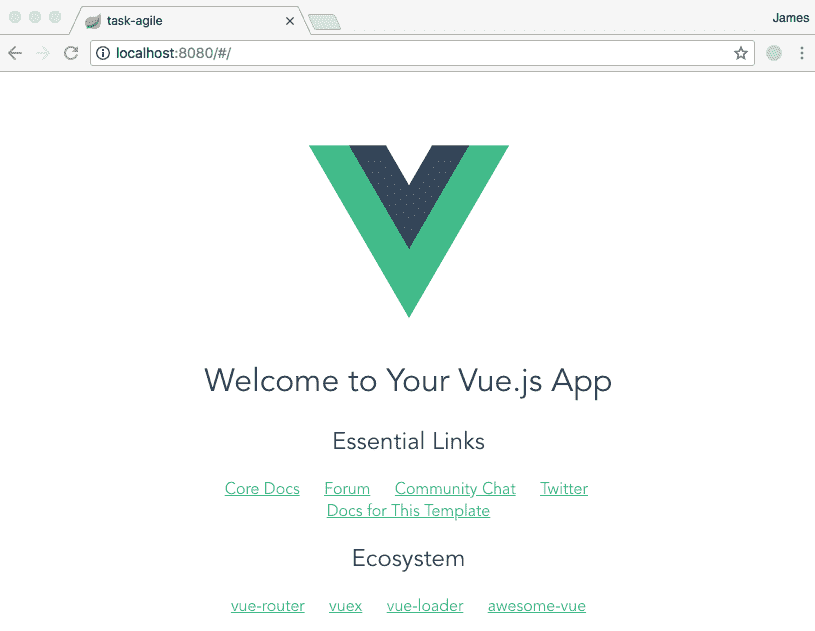 task-agile
James
localhost:8080/#/
Welcome to Your Vue.js App
Essential Links
Core Docs Forum Community Chat Twitter
Docs for This Template
Ecosystem
vue-router vuex vue-loader awesome-vue